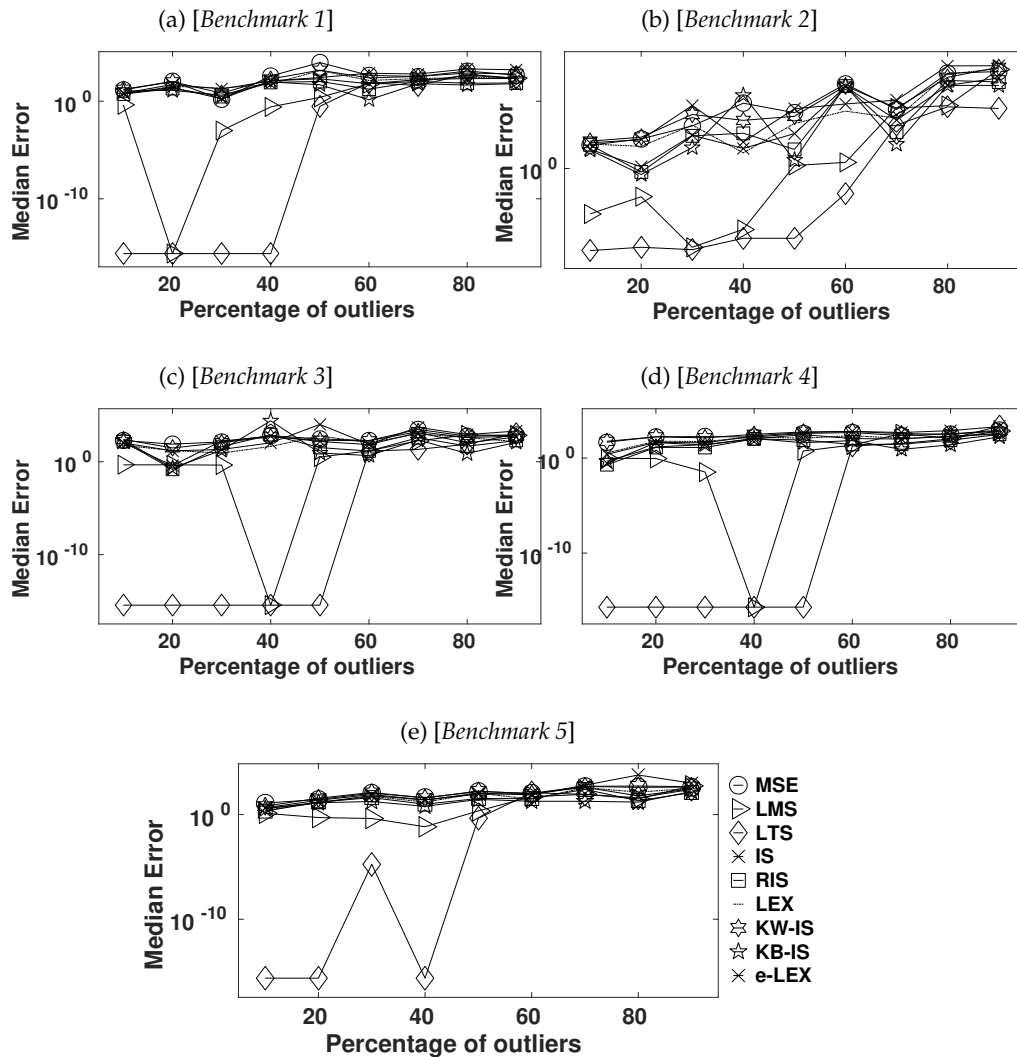 (a) [Benchmark 1]
Median Error
10 0
10 -10
20 40 60 80
Percentage of outliers
(b) [Benchmark 2]
Median Error
10 0
20 40 60 80
Percentage of outliers
(c) [Benchmark 3]
Median Error
10 0
10 -10
20 40 60 80
Percentage of outliers
(d) [Benchmark 4]
Median Error
10 0
10 -10
20 40 60 80
Percentage of outliers
(e) [Benchmark 5]
Median Error
10 0
10 -10
20 40 60 80
Percentage of outliers
MSE
LMS
LTS
IS
RIS
LEX
KW-IS
KB-IS
e-LEX